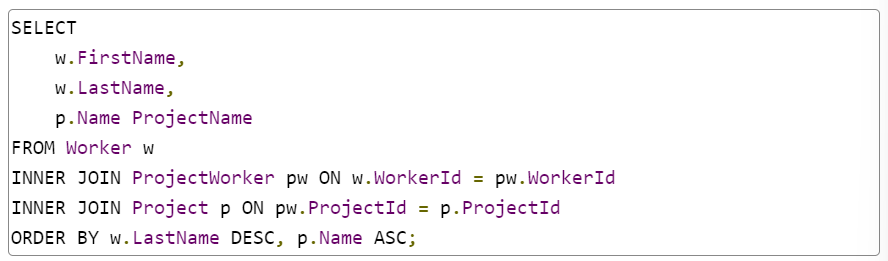 SELECT
    w.FirstName,
    w.LastName,
    p.Name ProjectName
FROM Worker w
INNER JOIN ProjectWorker pw ON w.WorkerId = pw.WorkerId
INNER JOIN Project p ON pw.ProjectId = p.ProjectId
ORDER BY w.LastName DESC, p.Name ASC;